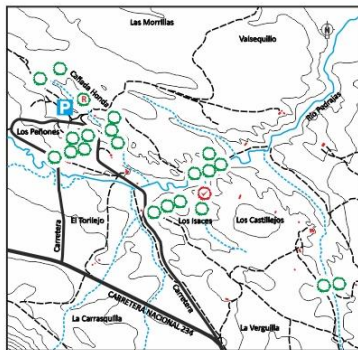 Las Morrillas
Valsequillo
N
Cañada Honda
R
P
Río Pedrajas
Los Peñones
El Torilejo
Los Isaces
Los Castillejos
Carretera
Carretera
CARRETERA NACIONAL 234
La Carrasquilla
La Verguilla